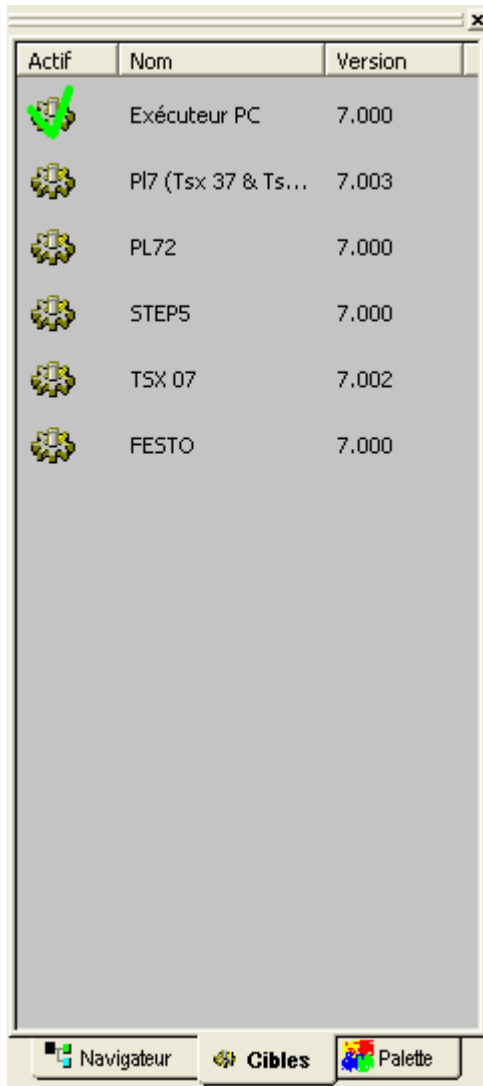 Actif Nom Version
Exécuteur PC 7.000
Pl7 (Tsx 37 & Ts... 7.003
PL72 7.000
STEP5 7.000
TSX 07 7.002
FESTO 7.000
Navigateur Cibles Palette